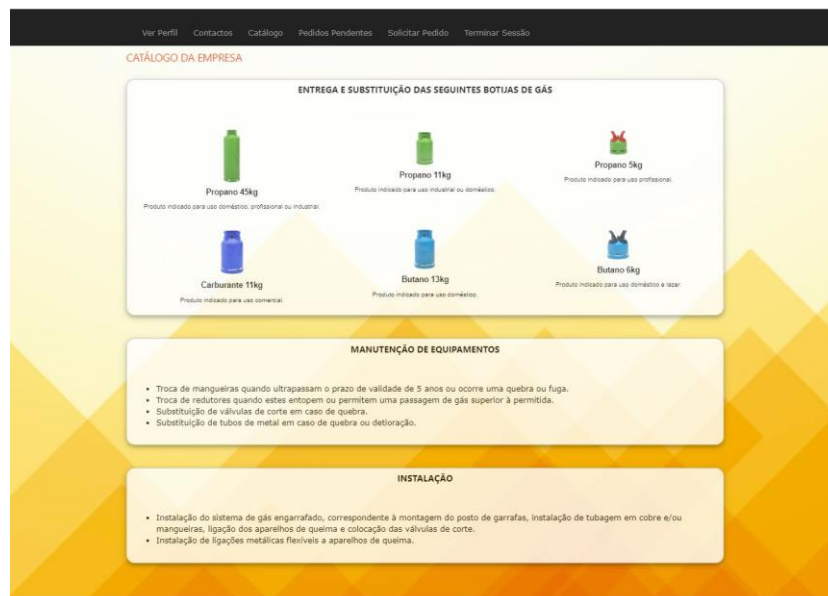 Ver Perfil Contactos Catálogo Pedidos Pendentes Solicitar Pedido Terminar Sessão
CATÁLOGO DA EMPRESA
ENTREGA E SUBSTITUIÇÃO DAS SEGUINTES BOTIJAS DE GÁS
Propano 45kg
Produto indicado para uso doméstico, profissional ou industrial.
Propano 11kg
Produto indicado para uso industrial ou doméstico.
Propano 5kg
Produto indicado para uso profissional.
Carburante 11kg
Produto indicado para uso comercial.
Butano 13kg
Produto indicado para uso doméstico.
Butano 6kg
Produto indicado para uso doméstico e lazer.
MANUTENÇÃO DE EQUIPAMENTOS
• Troca de mangueiras quando ultrapassam o prazo de validade de 5 anos ou ocorre uma quebra ou fuga.
• Troca de redutores quando estes entopem ou permitem uma passagem de gás superior à permitida.
• Substituição de válvulas de corte em caso de quebra.
• Substituição de tubos de metal em caso de quebra ou detioração.
INSTALAÇÃO
• Instalação do sistema de gás engarrafado, correspondente à montagem do posto de garrafas, instalação de tubagem em cobre e/ou
mangueiras, ligação dos aparelhos de queima e colocação das válvulas de corte.
• Instalação de ligações metálicas flexíveis a aparelhos de queima.